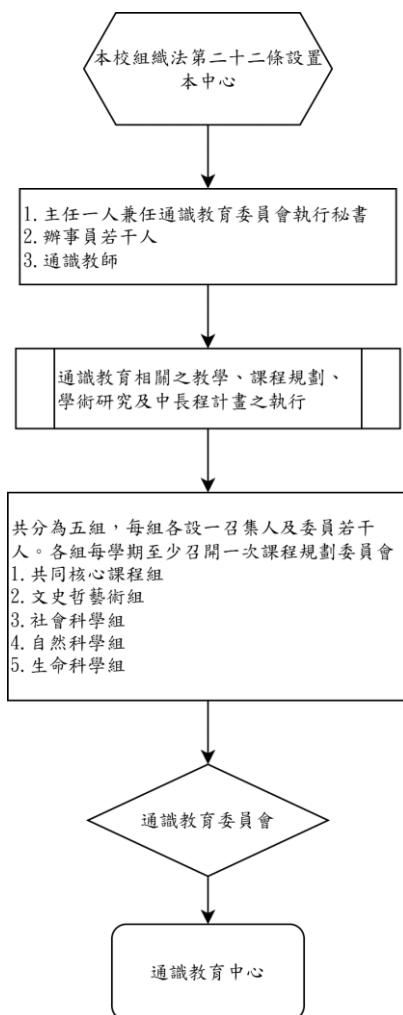 本校組織法第二十二條設置
本中心
1.主任一人兼任通識教育委員會執行秘書
2.辦事員若干人
3.通識教師
通識教育相關之教學、課程規劃、
學術研究及中長程計畫之執行
共分為五組，每組各設一召集人及委員若干
人。各組每學期至少召開一次課程規劃委員會
1.共同核心課程組
2.文史哲藝術組
3.社會科學組
4.自然科學組
5.生命科學組
通識教育委員會
通識教育中心